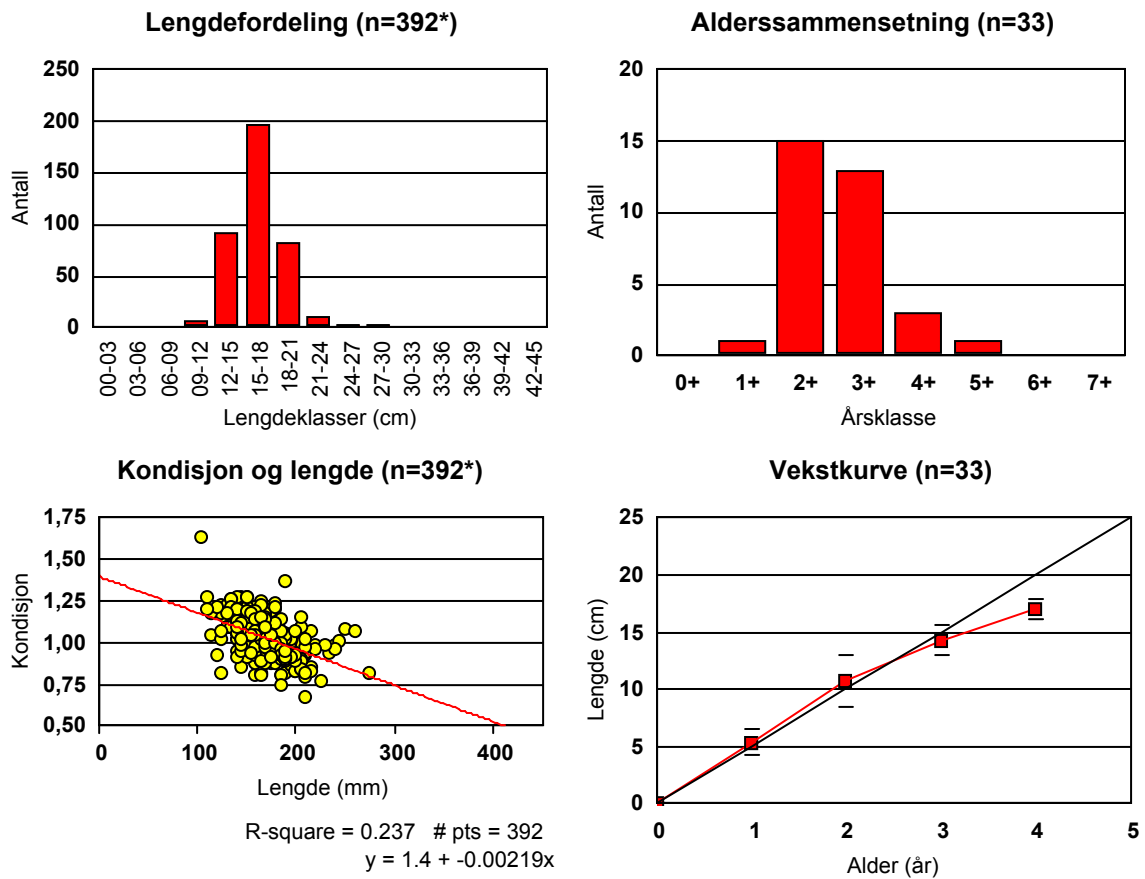 Lengdefordeling (n=392*)
250
200
150
100
50
0
Antall
00-03
03-06
06-09
09-12
12-15
15-18
18-21
21-24
24-27
27-30
30-33
33-36
36-39
39-42
42-45
Lengdeklasser (cm)
Alderssammensetning (n=33)
20
15
10
5
0
Antall
0+ 1+ 2+ 3+ 4+ 5+ 6+ 7+
Årsklasse
Kondisjon og lengde (n=392*)
1,75
1,50
1,25
1,00
0,75
0,50
Kondisjon
0 100 200 300 400
Lengde (mm)
R-square = 0.237 # pts = 392
y = 1.4 + -0.00219x
Vekstkurve (n=33)
25
20
15
10
5
0
Lengde (cm)
0 1 2 3 4 5
Alder (år)